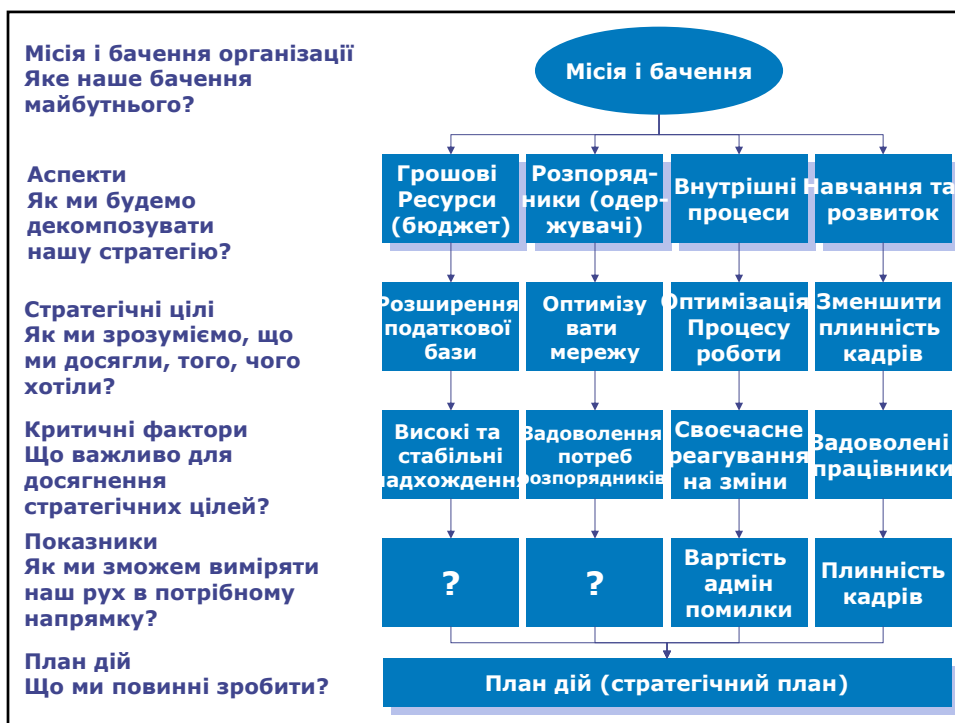 Місія і бачення організації
Яке наше бачення
майбутнього?
Місія і бачення
Аспекти
Як ми будемо
декомпозувати
нашу стратегію?
Грошові
Ресурси
(бюджет)
Розпоряд-
ники (одер-
жувачі)
Внутрішні
процеси
Навчання та
розвиток
Стратегічні цілі
Як ми зрозуміємо, що
ми досягли, того, чого
хотіли?
Розширення
податкової
бази
Оптимізу
вати
мережу
Оптимізація
Процесу
роботи
Зменшити
плинність
кадрів
Критичні фактори
Що важливо для
досягнення
стратегічних цілей?
Високі та
стабільні
надхождення
Задоволення
потреб
розпорядників
Своєчасне
реагування
на зміни
Задоволені
працівники
Показники
Як ми зможем виміряти
наш рух в потрібному
напрямку?
?
?
Вартість
адмін
помилки
Плинність
кадрів
План дій
Що ми повинні зробити?
План дій (стратегічний план)